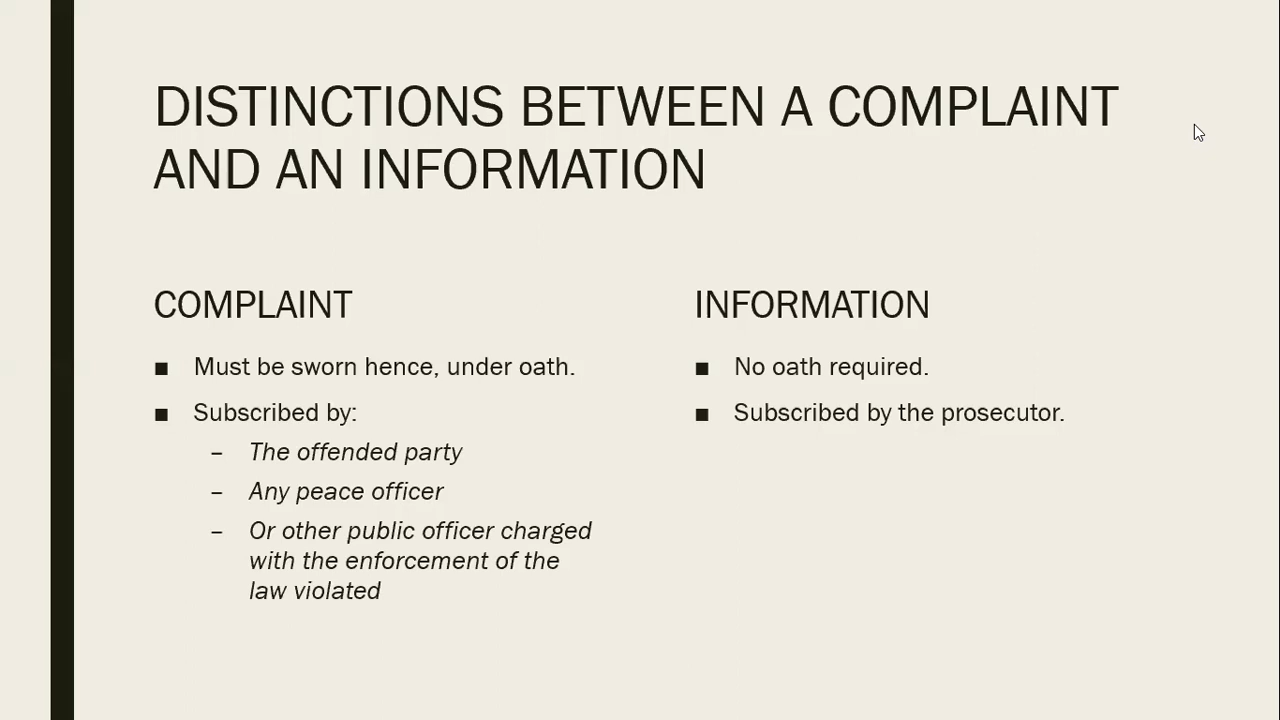 DISTINCTIONS BETWEEN A COMPLAINT
AND AN INFORMATION
COMPLAINT
■ Must be sworn hence, under oath.
■ Subscribed by:
– The offended party
– Any peace officer
– Or other public officer charged
with the enforcement of the
law violated
INFORMATION
■ No oath required.
■ Subscribed by the prosecutor.